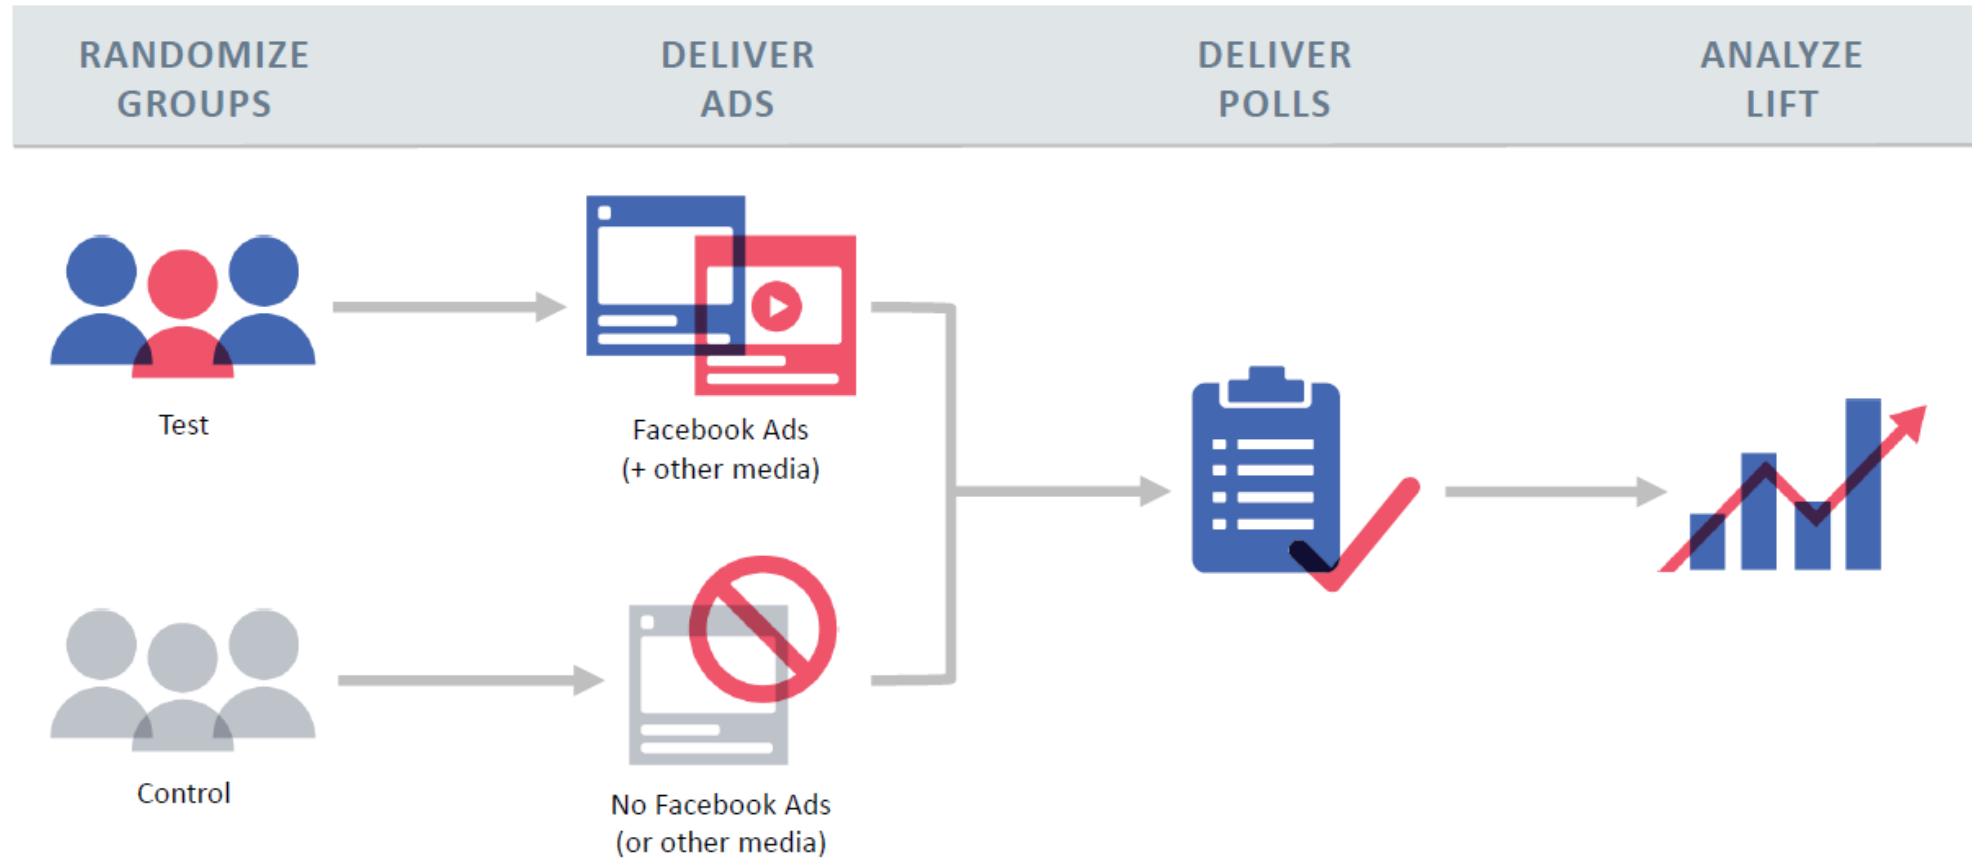 RANDOMIZE
GROUPS
DELIVER
ADS
DELIVER
POLLS
ANALYZE
LIFT
Test
Facebook Ads
(+ other media)
Control
No Facebook Ads
(or other media)